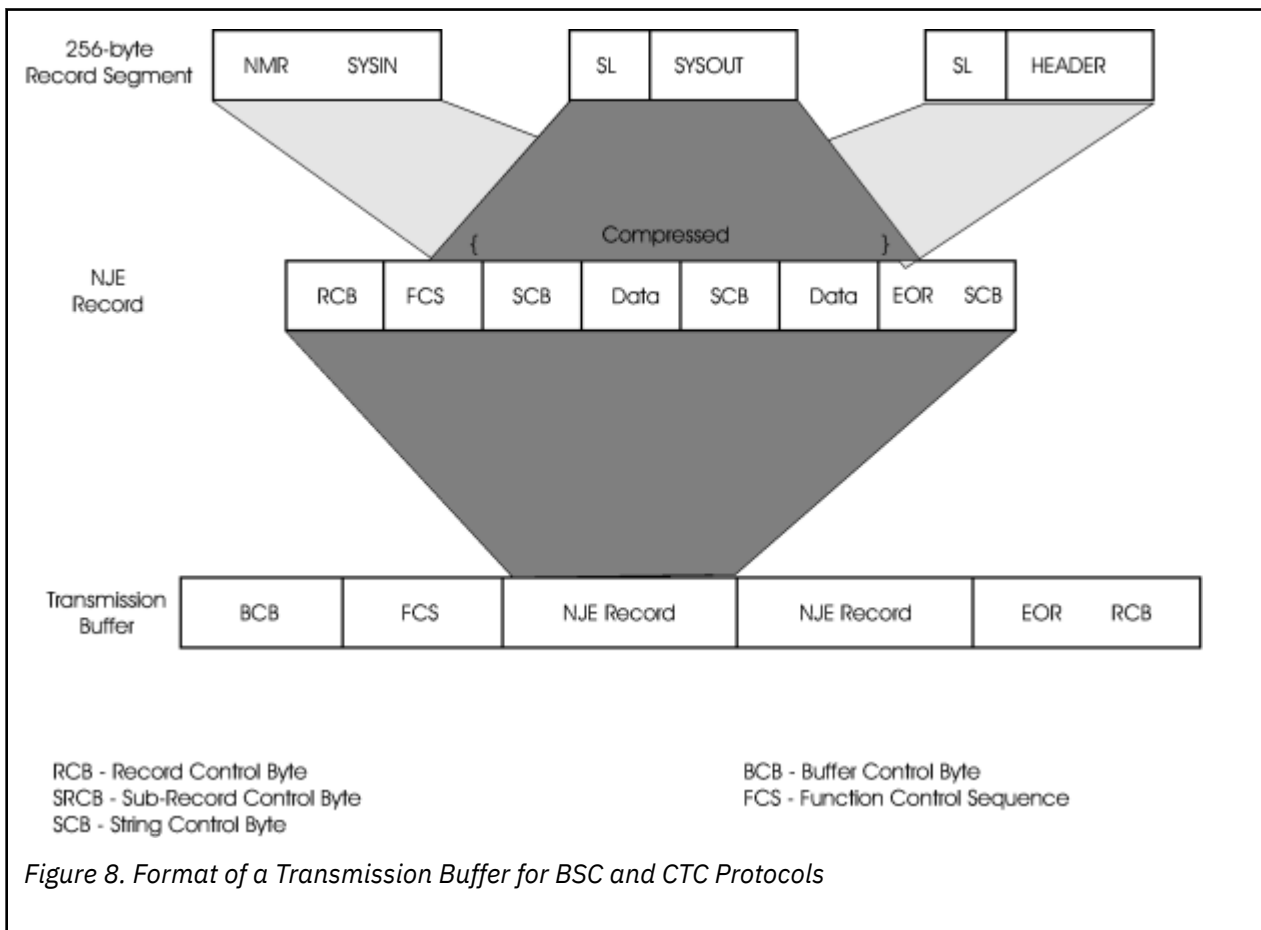 256-byte
Record Segment
NMR SYSIN
SL SYSOUT
SL HEADER
{ Compressed }
NJE
Record
RCB FCS SCB Data SCB Data EOR SCB
Transmission
Buffer
BCB FCS NJE Record NJE Record EOR RCB
RCB - Record Control Byte
SRCB - Sub-Record Control Byte
SCB - String Control Byte
BCB - Buffer Control Byte
FCS - Function Control Sequence
Figure 8. Format of a Transmission Buffer for BSC and CTC Protocols